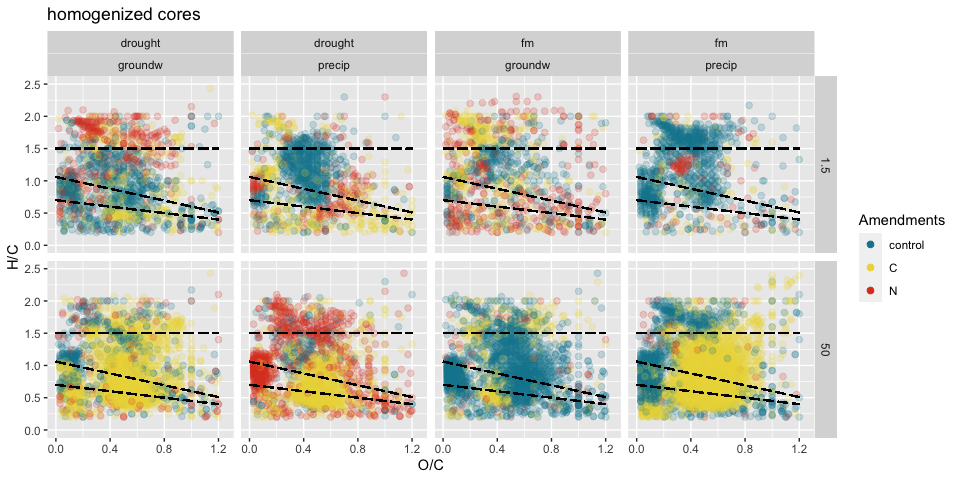 homogenized cores
drought drought fm fm
groundw precip groundw precip
2.5
2.0
1.5
1.0
0.5
0.0
1.5
H/C
2.5
2.0
1.5
1.0
0.5
0.0
50
0.0 0.4 0.8 1.2 0.0 0.4 0.8 1.2 0.0 0.4 0.8 1.2 0.0 0.4 0.8 1.2
O/C
Amendments
control
C
N